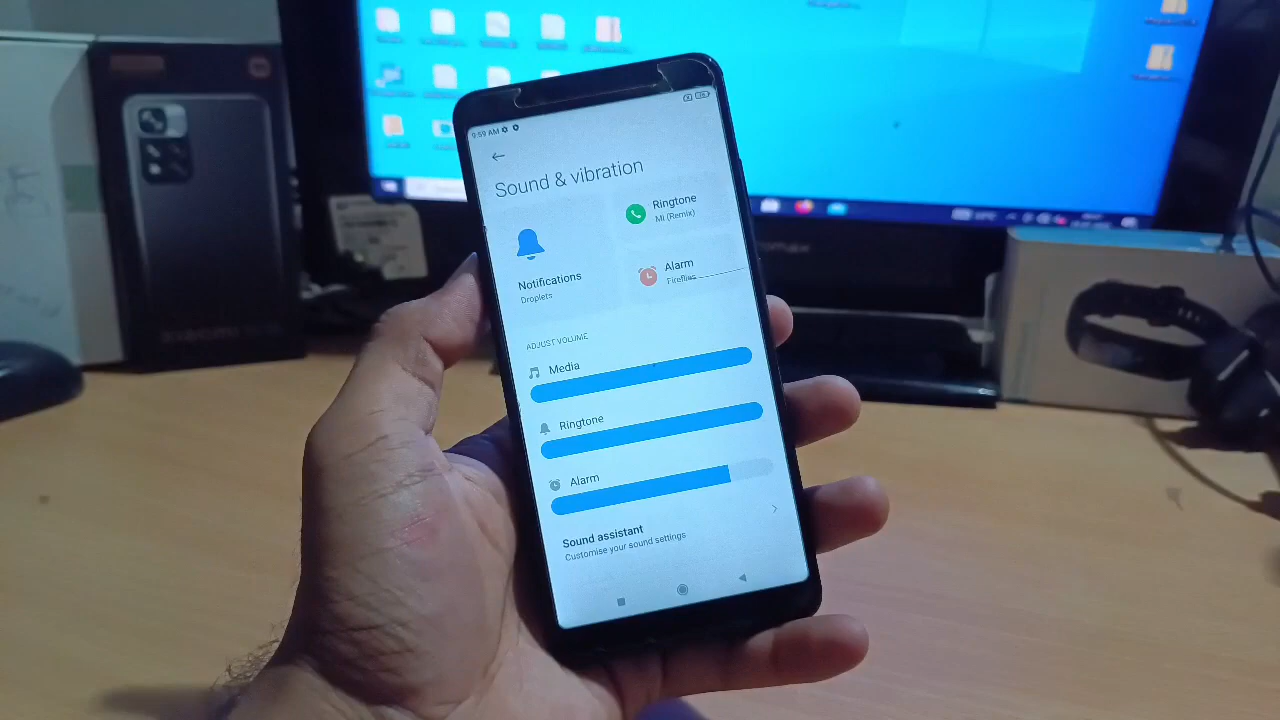 9:59 AM
Sound & vibration
Notifications
Droplets
Ringtone
Mi (Remix)
Alarm
Fireflies
ADJUST VOLUME
Media
Ringtone
Alarm
Sound assistant
Customise your sound settings